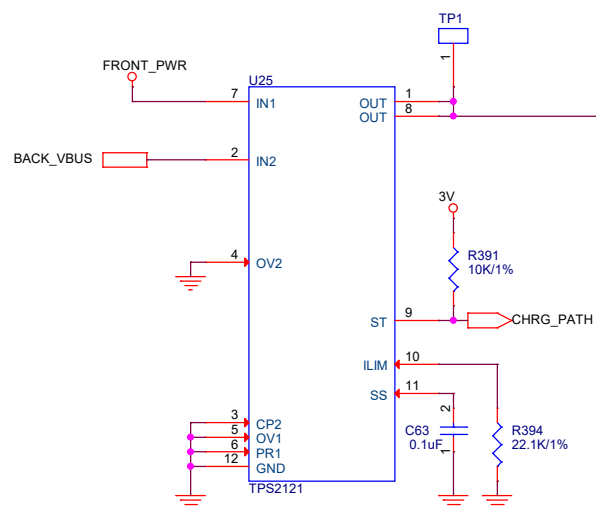 TP1
1
FRONT_PWR
U25
7 IN1 OUT 1
OUT 8
BACK_VBUS
2 IN2
3V
4 OV2
R391
10K/1%
ST 9 CHRG_PATH
ILIM 10
SS 11
3 CP2
5 OV1
6 PR1
12 GND
2
C63
0.1uF
1
R394
22.1K/1%
TPS2121